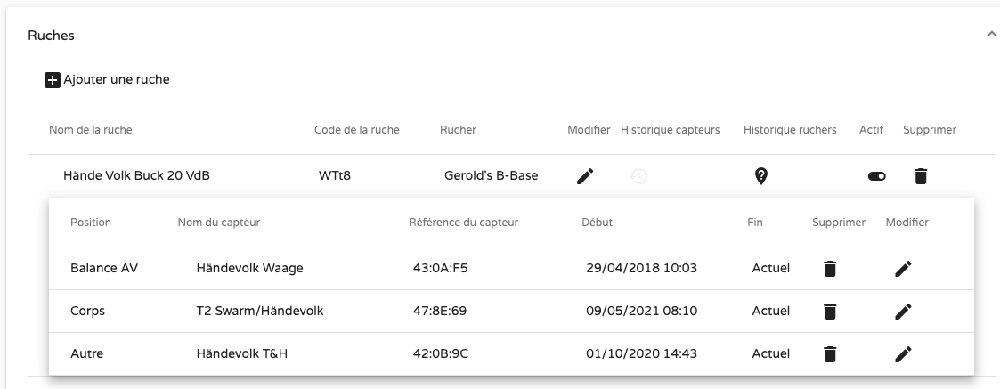 Ruches
Ajouter une ruche
Nom de la ruche Code de la ruche Rucher Modifier Historique capteurs Historique ruchers Actif Supprimer
Hände Volk Buck 20 VdB WTt8 Gerold's B-Base
Position Nom du capteur Référence du capteur Début Fin Supprimer Modifier
Balance AV Händevolk Waage 43:0A:F5 29/04/2018 10:03 Actuel
Corps T2 Swarm/Händevolk 47:8E:69 09/05/2021 08:10 Actuel
Autre Händevolk T&H 42:0B:9C 01/10/2020 14:43 Actuel